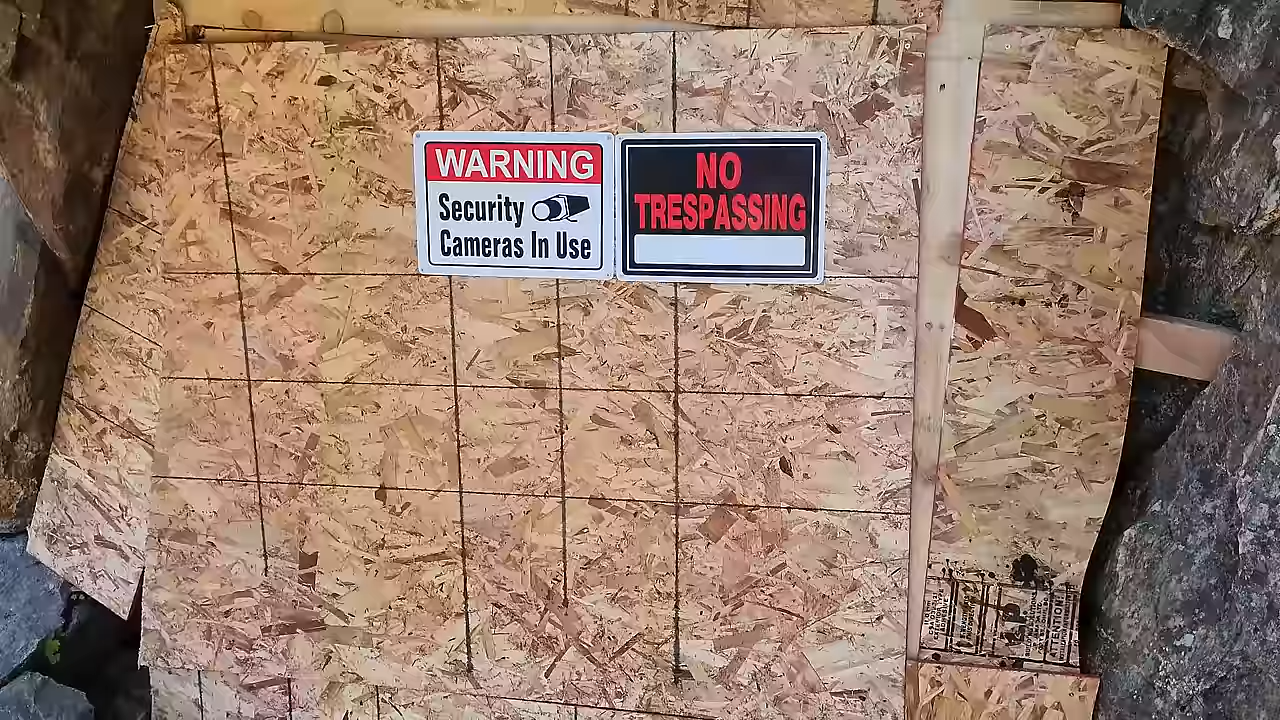 WARNING
Security
Cameras In Use
NO
TRESPASSING
ATTENTION